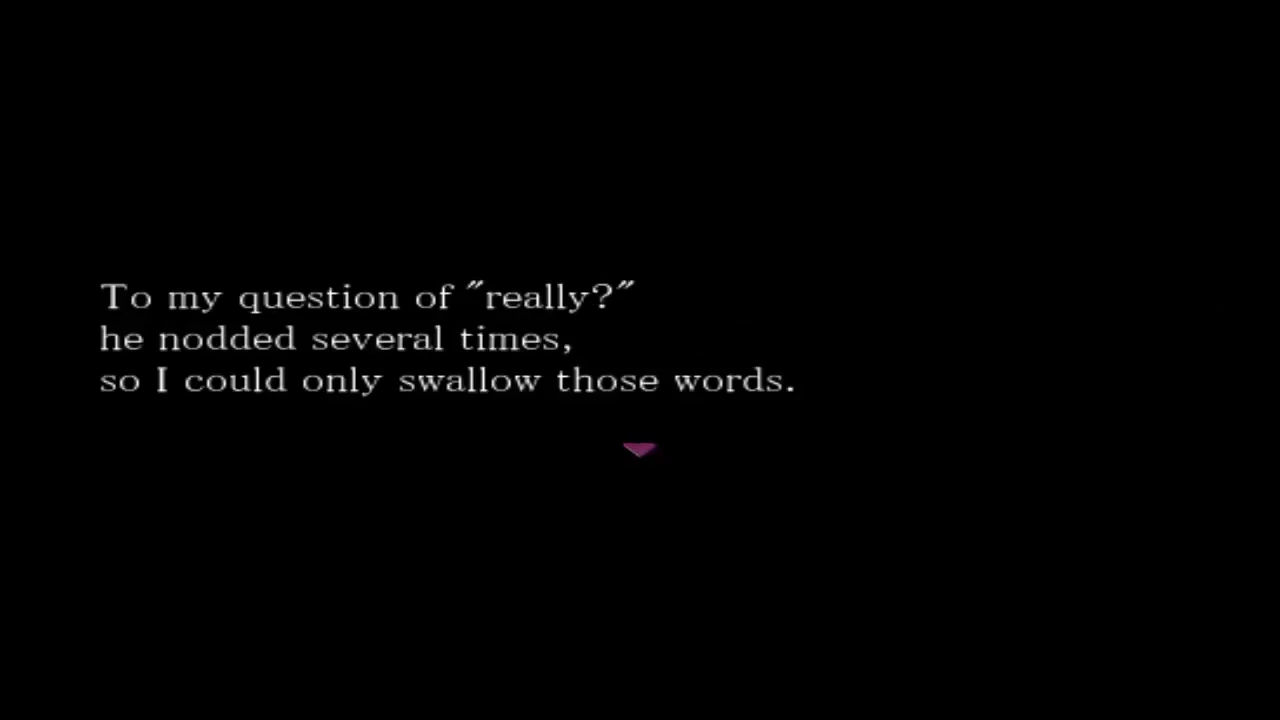 To my question of "really?"
he nodded several times,
so I could only swallow those words.